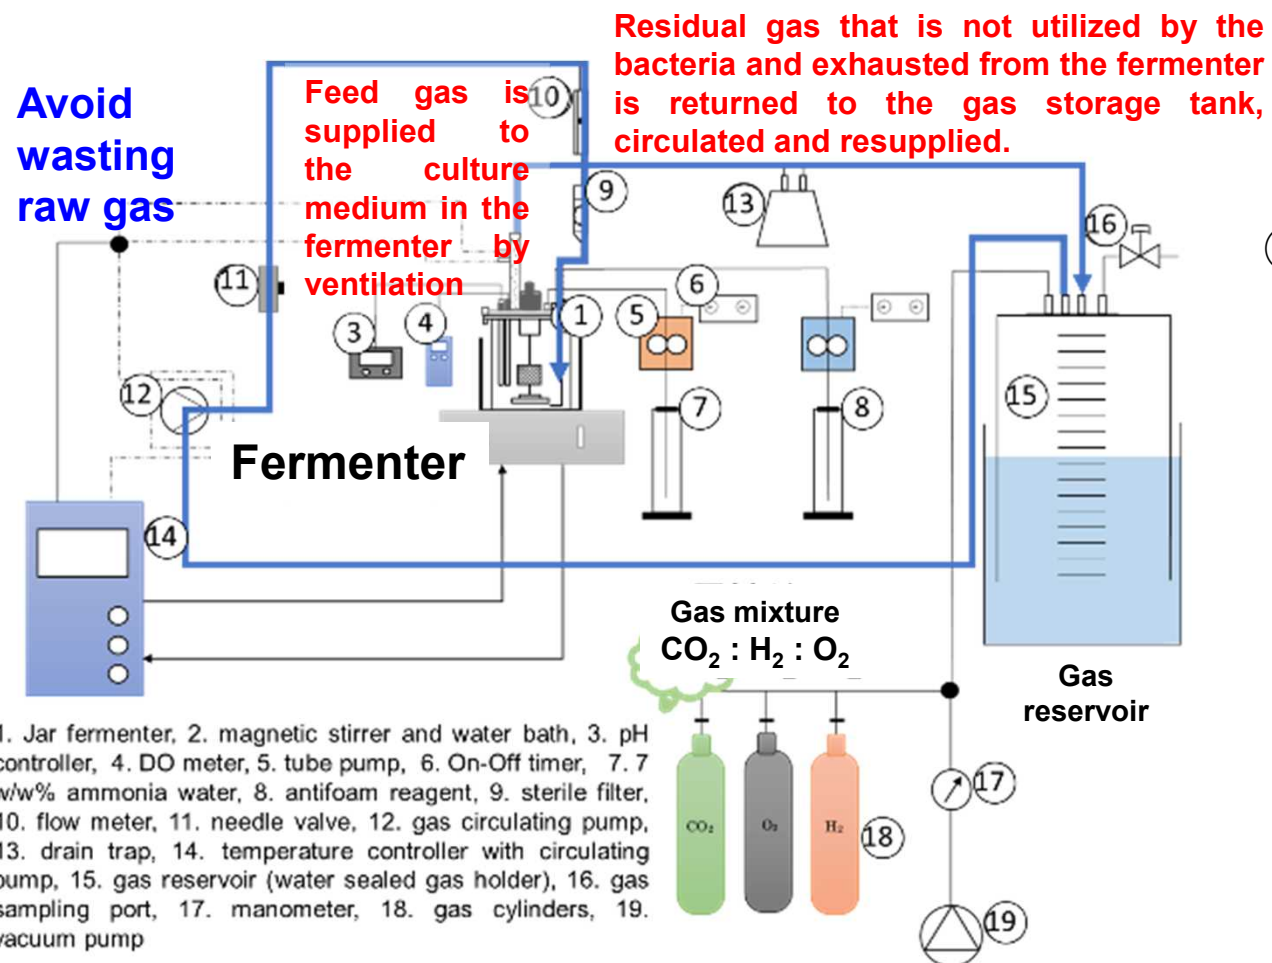 Residual gas that is not utilized by the
bacteria and exhausted from the fermenter
is returned to the gas storage tank,
circulated and resupplied.
Avoid
wasting
raw gas
Feed gas is
supplied to
the culture
medium in the
fermenter by
ventilation
10
9
13
16
11
6
3
4
1
5
12
7
8
15
Fermenter
14
Gas mixture
CO₂ : H₂ : O₂
Gas
reservoir
17
CO₂
O₂
H₂
18
19
1. Jar fermenter, 2. magnetic stirrer and water bath, 3. pH
controller, 4. DO meter, 5. tube pump, 6. On-Off timer, 7. 7
w/w% ammonia water, 8. antifoam reagent, 9. sterile filter,
10. flow meter, 11. needle valve, 12. gas circulating pump,
13. drain trap, 14. temperature controller with circulating
pump, 15. gas reservoir (water sealed gas holder), 16. gas
sampling port, 17. manometer, 18. gas cylinders, 19.
vacuum pump